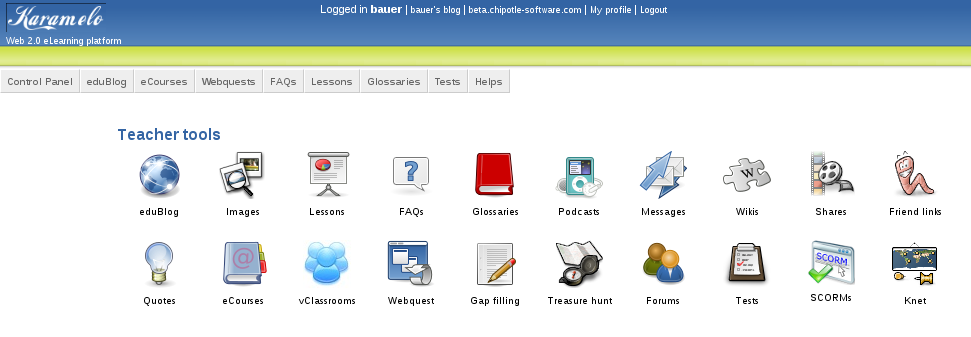 Karamelo
Logged in bauer | bauer's blog | beta.chipotle-software.com | My profile | Logout
Web 2.0 eLearning platform
Control Panel eduBlog eCourses Webquests FAQs Lessons Glossaries Tests Helps
Teacher tools
?
W
eduBlog Images Lessons FAQs Glossaries Podcasts Messages Wikis Shares Friend links
@
SCORM
Quotes eCourses vClassrooms Webquest Gap filling Treasure hunt Forums Tests SCORMs Knet